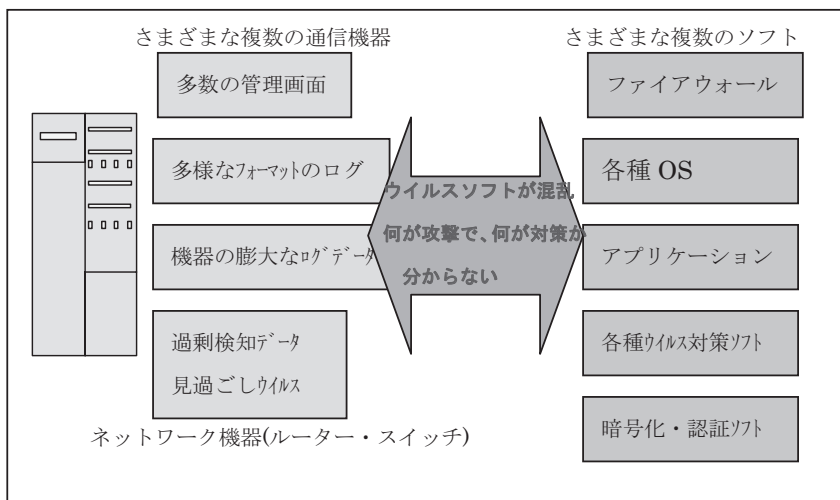 さまざまな複数の通信機器
さまざまな複数のソフト
多数の管理画面
多様なﾌｫｰﾏｯﾄのログ
機器の膨大なﾛｸﾞﾃﾞｰﾀ
過剰検知ﾃﾞｰﾀ
見過ごしｳｲﾙｽ
ネットワーク機器(ルーター・スイッチ)
ウイルスソフトが混乱
何が攻撃で、何が対策か
分からない
ファイアウォール
各種 OS
アプリケーション
各種ｳｲﾙｽ対策ｿﾌﾄ
暗号化・認証ｿﾌﾄ